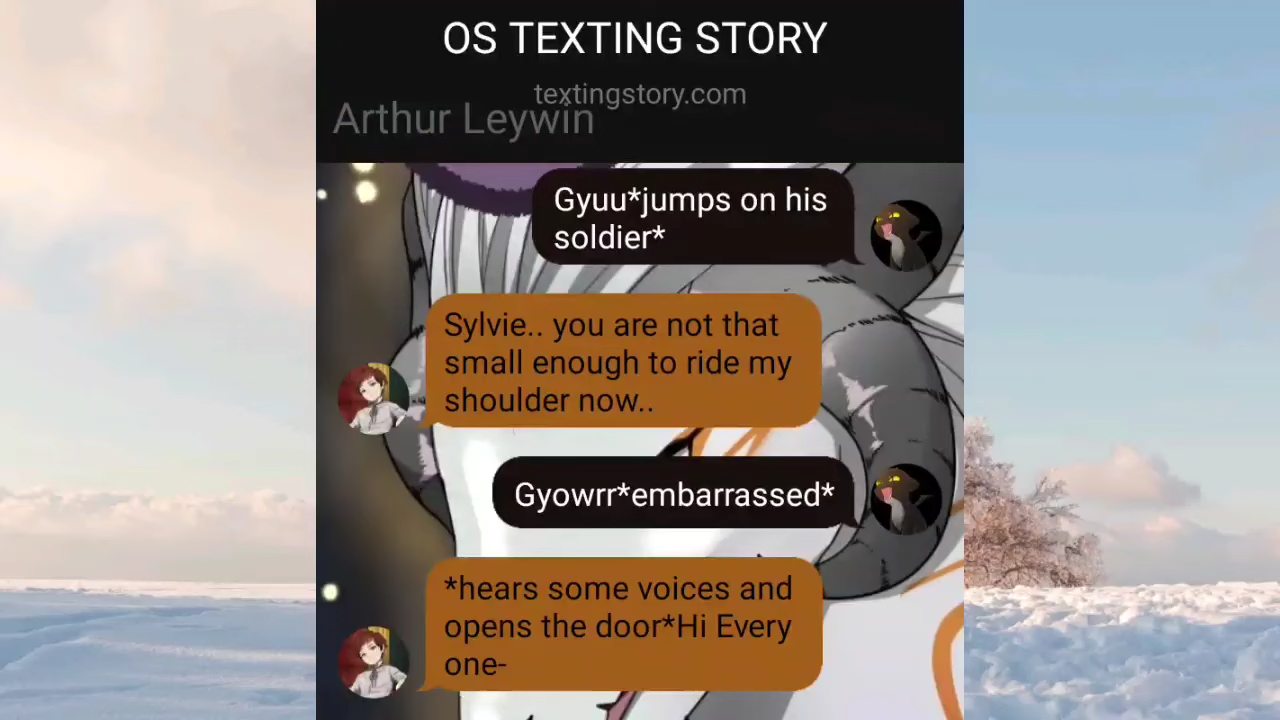 OS TEXTING STORY
textingstory.com
Arthur Leywin
Gyuu*jumps on his
soldier*
Sylvie.. you are not that
small enough to ride my
shoulder now..
Gyowrr*embarrassed*
*hears some voices and
opens the door*Hi Every
one-